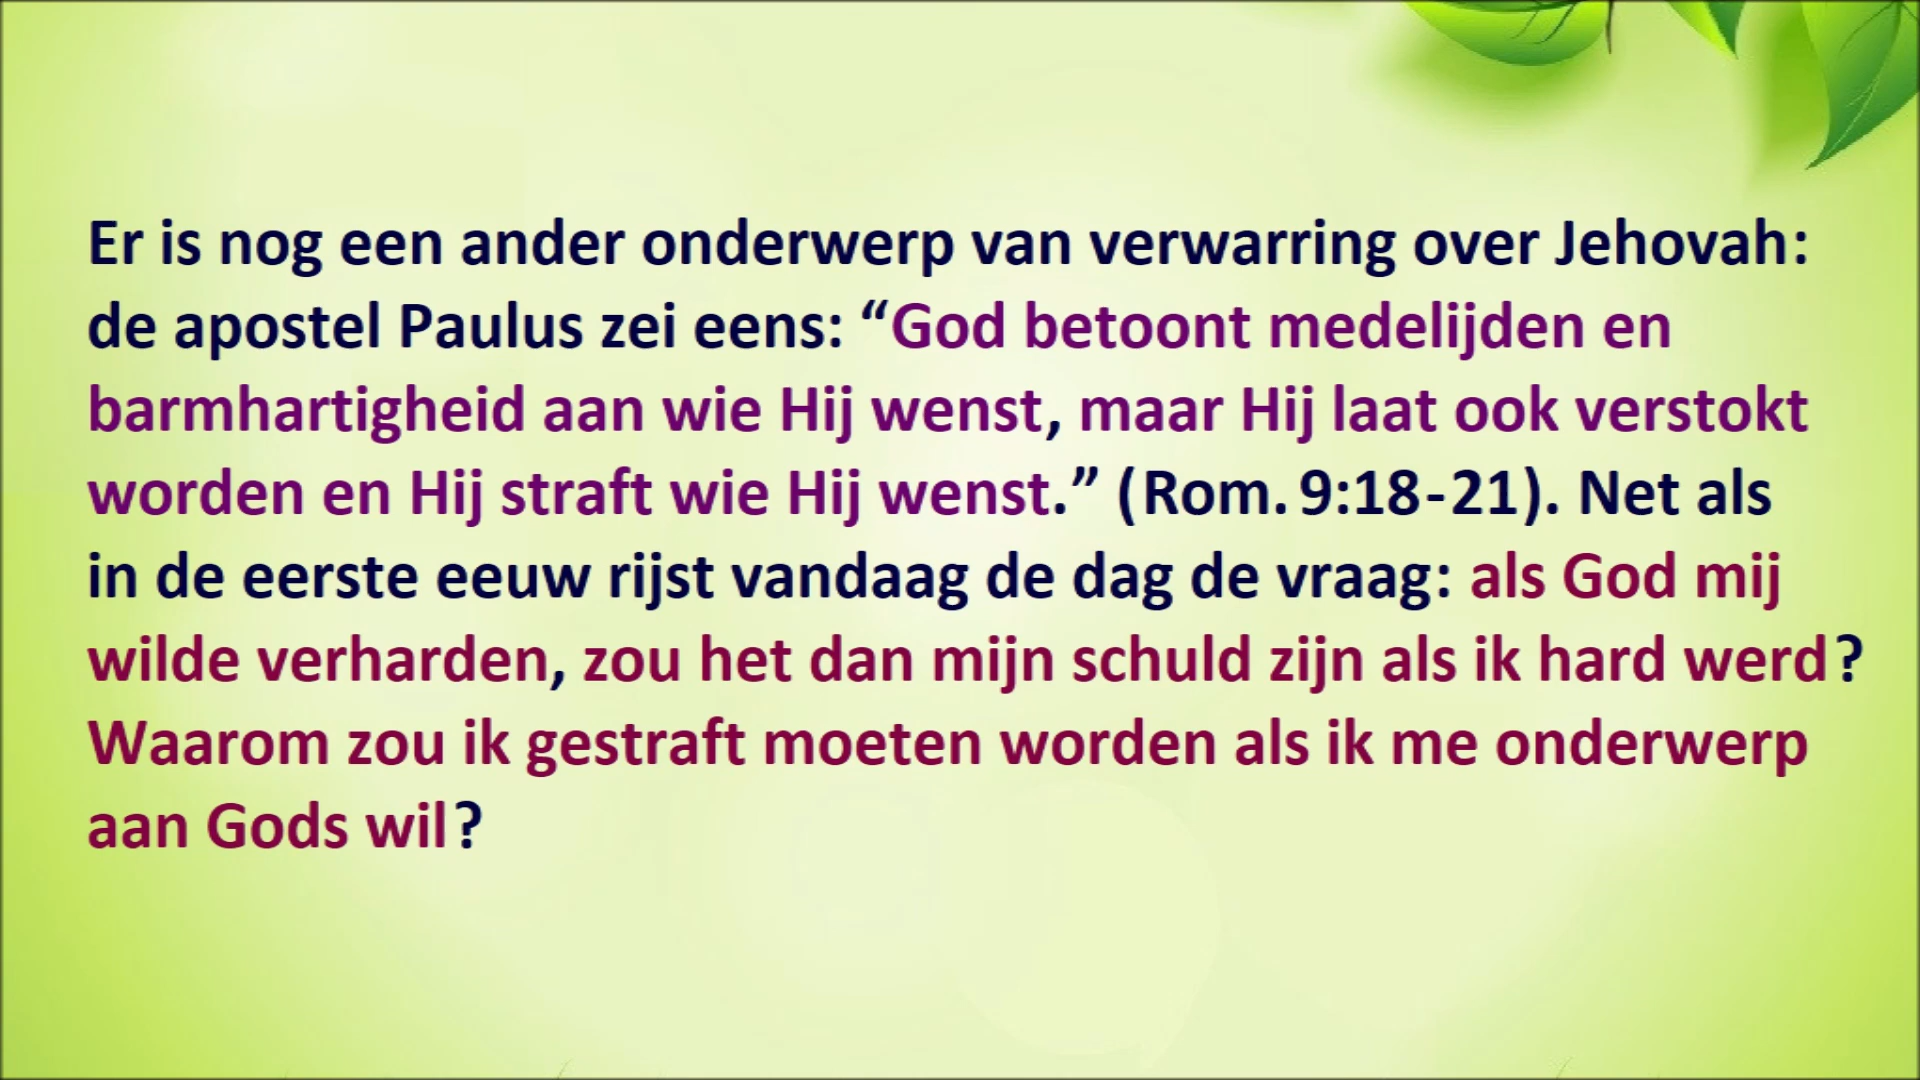 Er is nog een ander onderwerp van verwarring over Jehovah:
de apostel Paulus zei eens: “God betoont medelijden en
barmhartigheid aan wie Hij wenst, maar Hij laat ook verstokt
worden en Hij straft wie Hij wenst.” (Rom. 9:18-21). Net als
in de eerste eeuw rijst vandaag de dag de vraag: als God mij
wilde verharden, zou het dan mijn schuld zijn als ik hard werd?
Waarom zou ik gestraft moeten worden als ik me onderwerp
aan Gods wil?